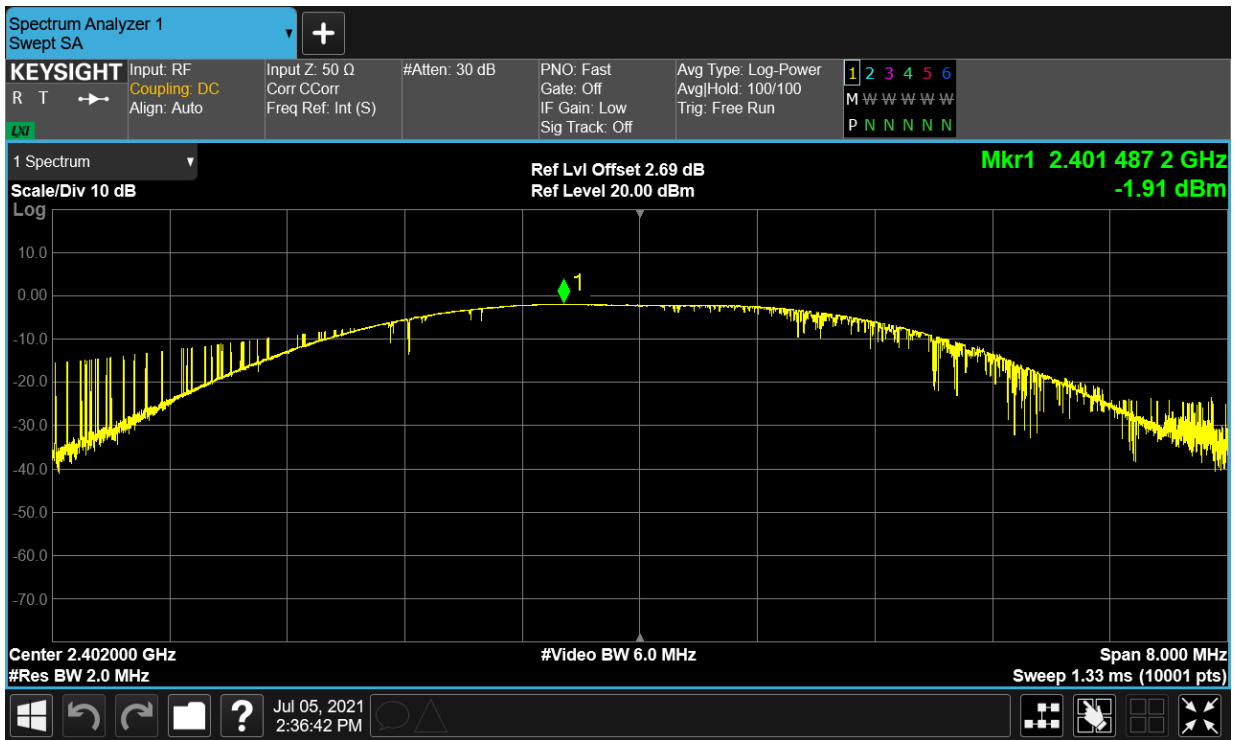 Spectrum Analyzer 1
Swept SA
KEYSIGHT
R T
LXI
Input: RF
Coupling: DC
Align: Auto
Input Z: 50 Ω
Corr CCorr
Freq Ref: Int (S)
#Atten: 30 dB
PNO: Fast
Gate: Off
IF Gain: Low
Sig Track: Off
Avg Type: Log-Power
Avg|Hold: 100/100
Trig: Free Run
1 2 3 4 5 6
M W W W W W
P N N N N N
1 Spectrum
Scale/Div 10 dB
Log
Ref Lvl Offset 2.69 dB
Ref Level 20.00 dBm
Mkr1 2.401 487 2 GHz
-1.91 dBm
10.0
0.00
-10.0
-20.0
-30.0
-40.0
-50.0
-60.0
-70.0
1
Center 2.402000 GHz
#Res BW 2.0 MHz
#Video BW 6.0 MHz
Span 8.000 MHz
Sweep 1.33 ms (10001 pts)
?
Jul 05, 2021
2:36:42 PM